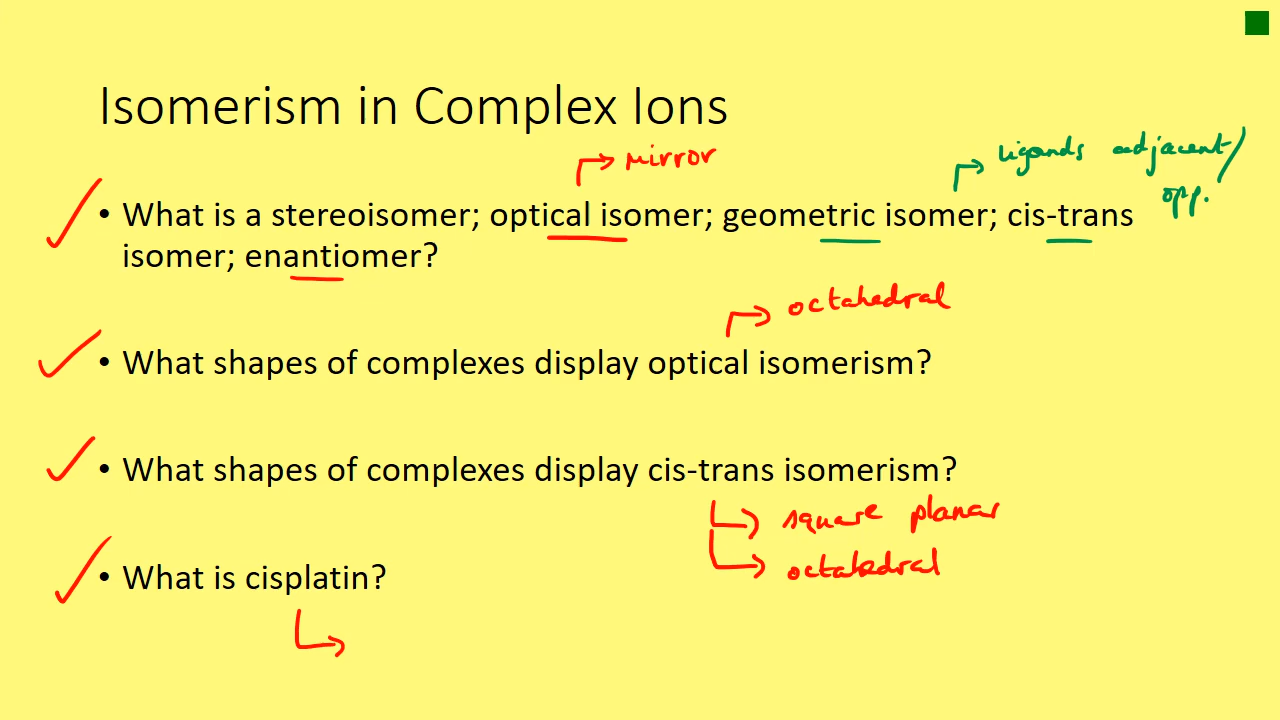 Isomerism in Complex Ions
mirror
ligands adjacent/
opp.
• What is a stereoisomer; optical isomer; geometric isomer; cis-trans
isomer; enantiomer?
octahedral
• What shapes of complexes display optical isomerism?
• What shapes of complexes display cis-trans isomerism?
square planar
octahedral
• What is cisplatin?